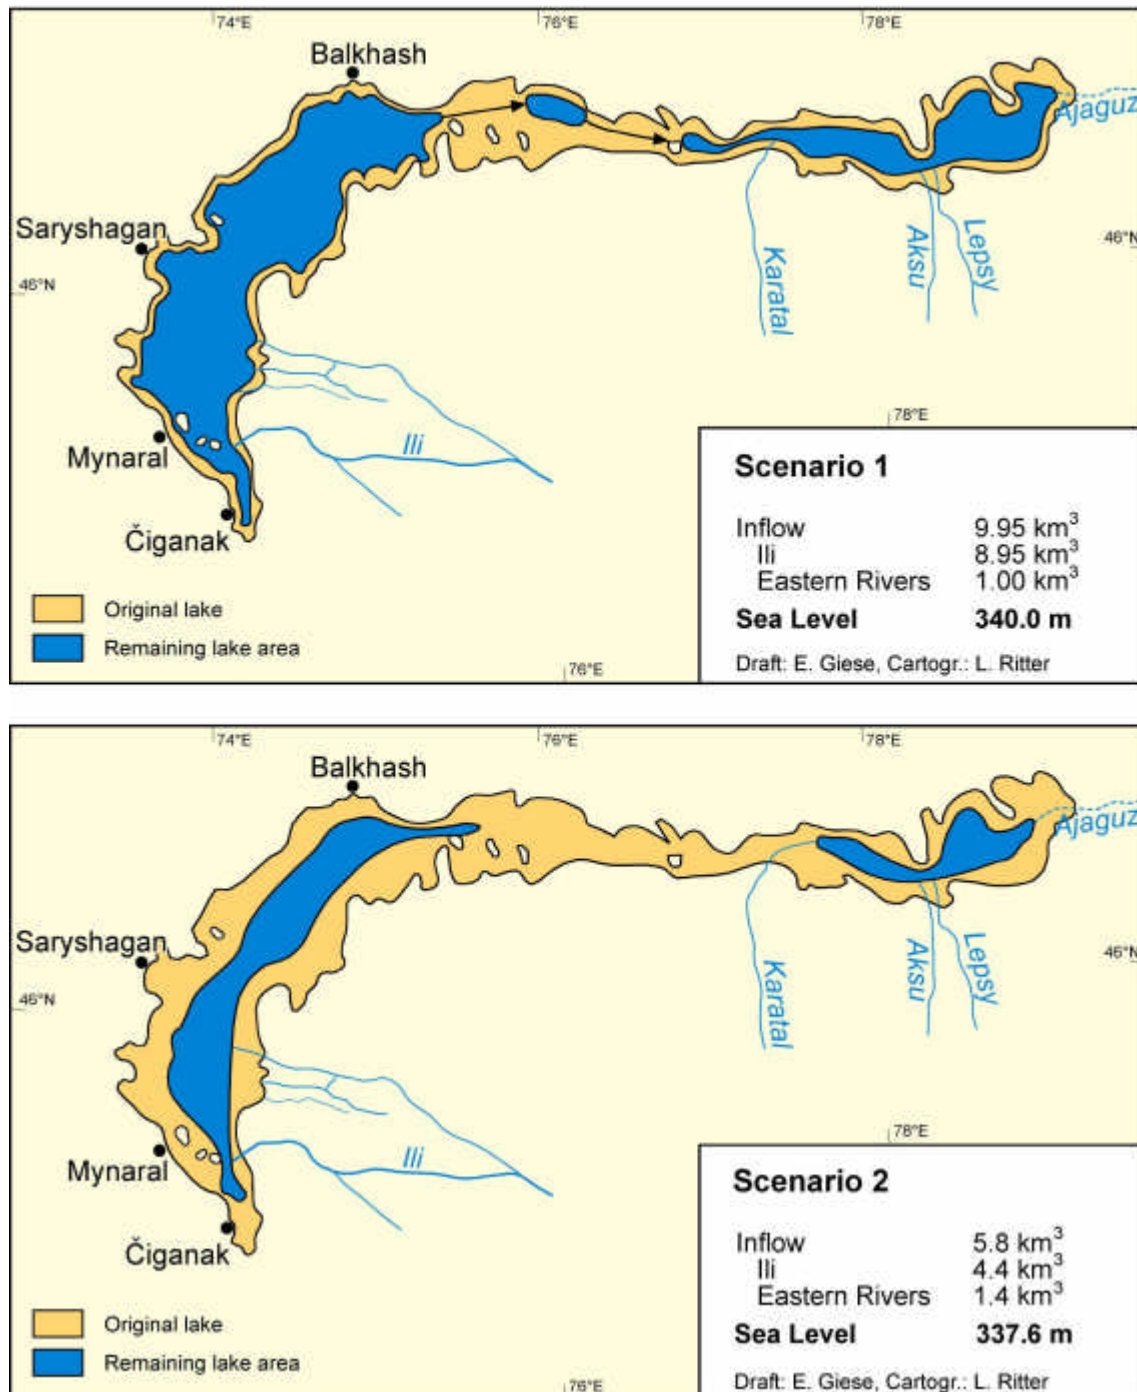 74°E
76°E
78°E
Balkhash
Ajaguz
Saryshagan
46°N
46°N
Karatal
Aksu
Lepsy
78°E
Mynaral
Ili
Čiganak
Scenario 1
Inflow 9.95 km³
Ili 8.95 km³
Eastern Rivers 1.00 km³
Sea Level 340.0 m
Draft: E. Giese, Cartogr.: L. Ritter
Original lake
Remaining lake area
76°E
74°E
76°E
78°E
Balkhash
Ajaguz
Saryshagan
46°N
46°N
Karatal
Aksu
Lepsy
78°E
Mynaral
Ili
Čiganak
Scenario 2
Inflow 5.8 km³
Ili 4.4 km³
Eastern Rivers 1.4 km³
Sea Level 337.6 m
Draft: E. Giese, Cartogr.: L. Ritter
Original lake
Remaining lake area
76°E